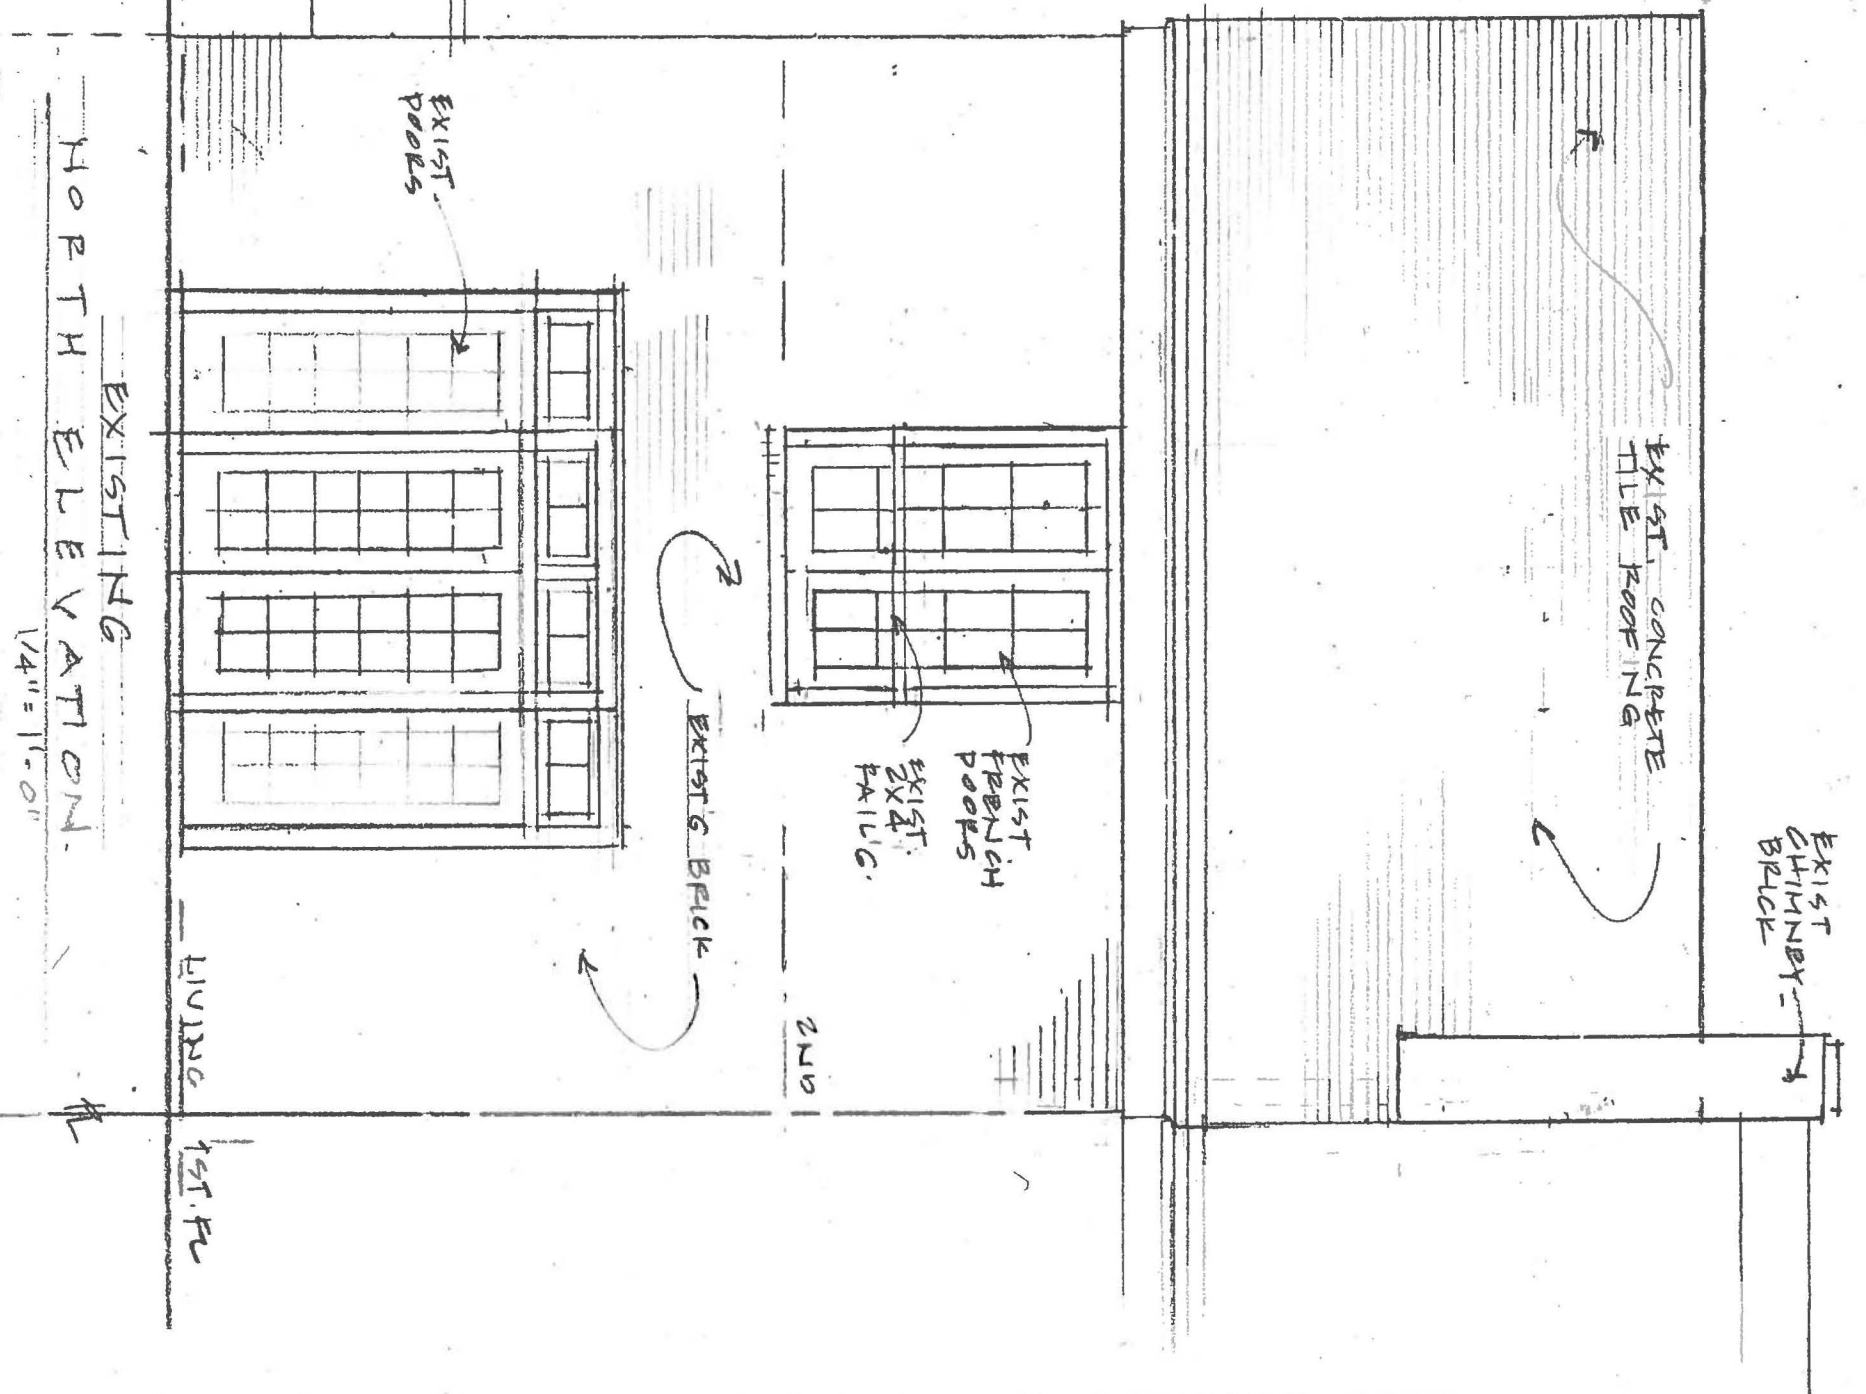 EXIST
CHIMNEY
BRICK
EXIST. CONCRETE
TILE ROOFING
EXIST
FRENCH
DOORS
EXIST.
2X4
RAIL'G.
2ND
EXIST'G BRICK
EXIST.
DOORS
LIVING 1ST. FL
EXISTING
NORTH ELEVATION.
1/4"=1'-0"
PL